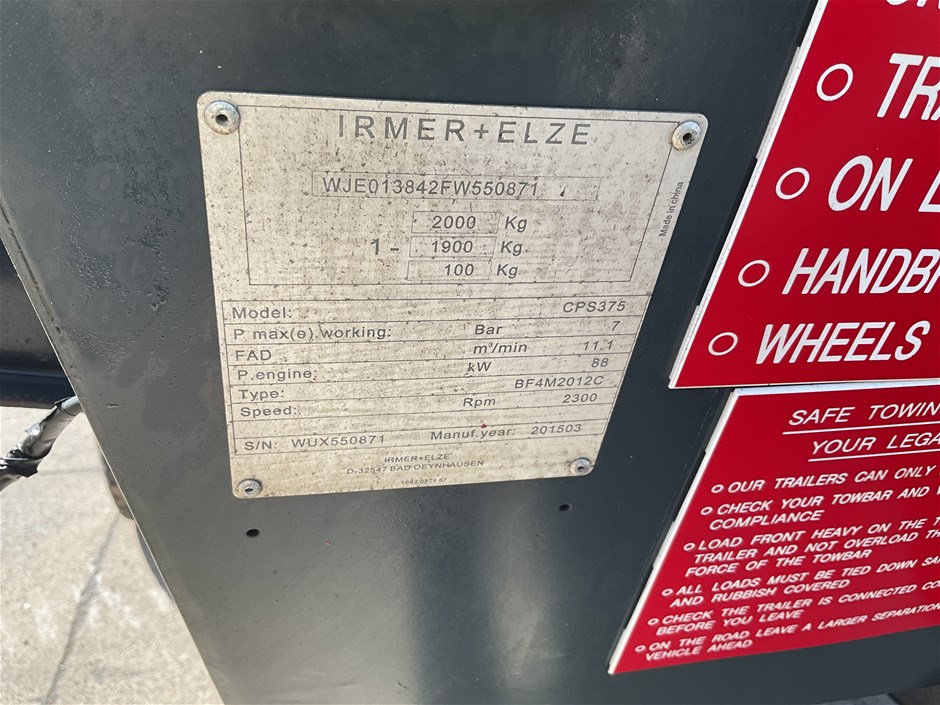 IRMER+ELZE
WJE013842FW550871
2000 Kg
1- 1900 Kg
100 Kg
Made in china
Model: CPS375
P max(e).working: Bar 7
FAD m³/min 11.1
P.engine: kW 88
Type: BF4M2012C
Speed: Rpm 2300
S/N: WUX550871 Manuf.year: 201503
IRMER+ELZE
D-32547 BAD OEYNHAUSEN
ON
HANDB
WHEELS
SAFE TOWIN
YOUR LEGA
OUR TRAILERS CAN ONLY
CHECK YOUR TOWBAR AND
COMPLIANCE
LOAD FRONT HEAVY ON THE
TRAILER AND NOT OVERLOAD TH
FORCE OF THE TOWBAR
ALL LOADS MUST BE TIED DOWN
AND RUBBISH COVERED
CHECK THE TRAILER IS CONNECTED
BEFORE YOU LEAVE
ON THE ROAD LEAVE A LARGER SEPARATION
VEHICLE AHEAD